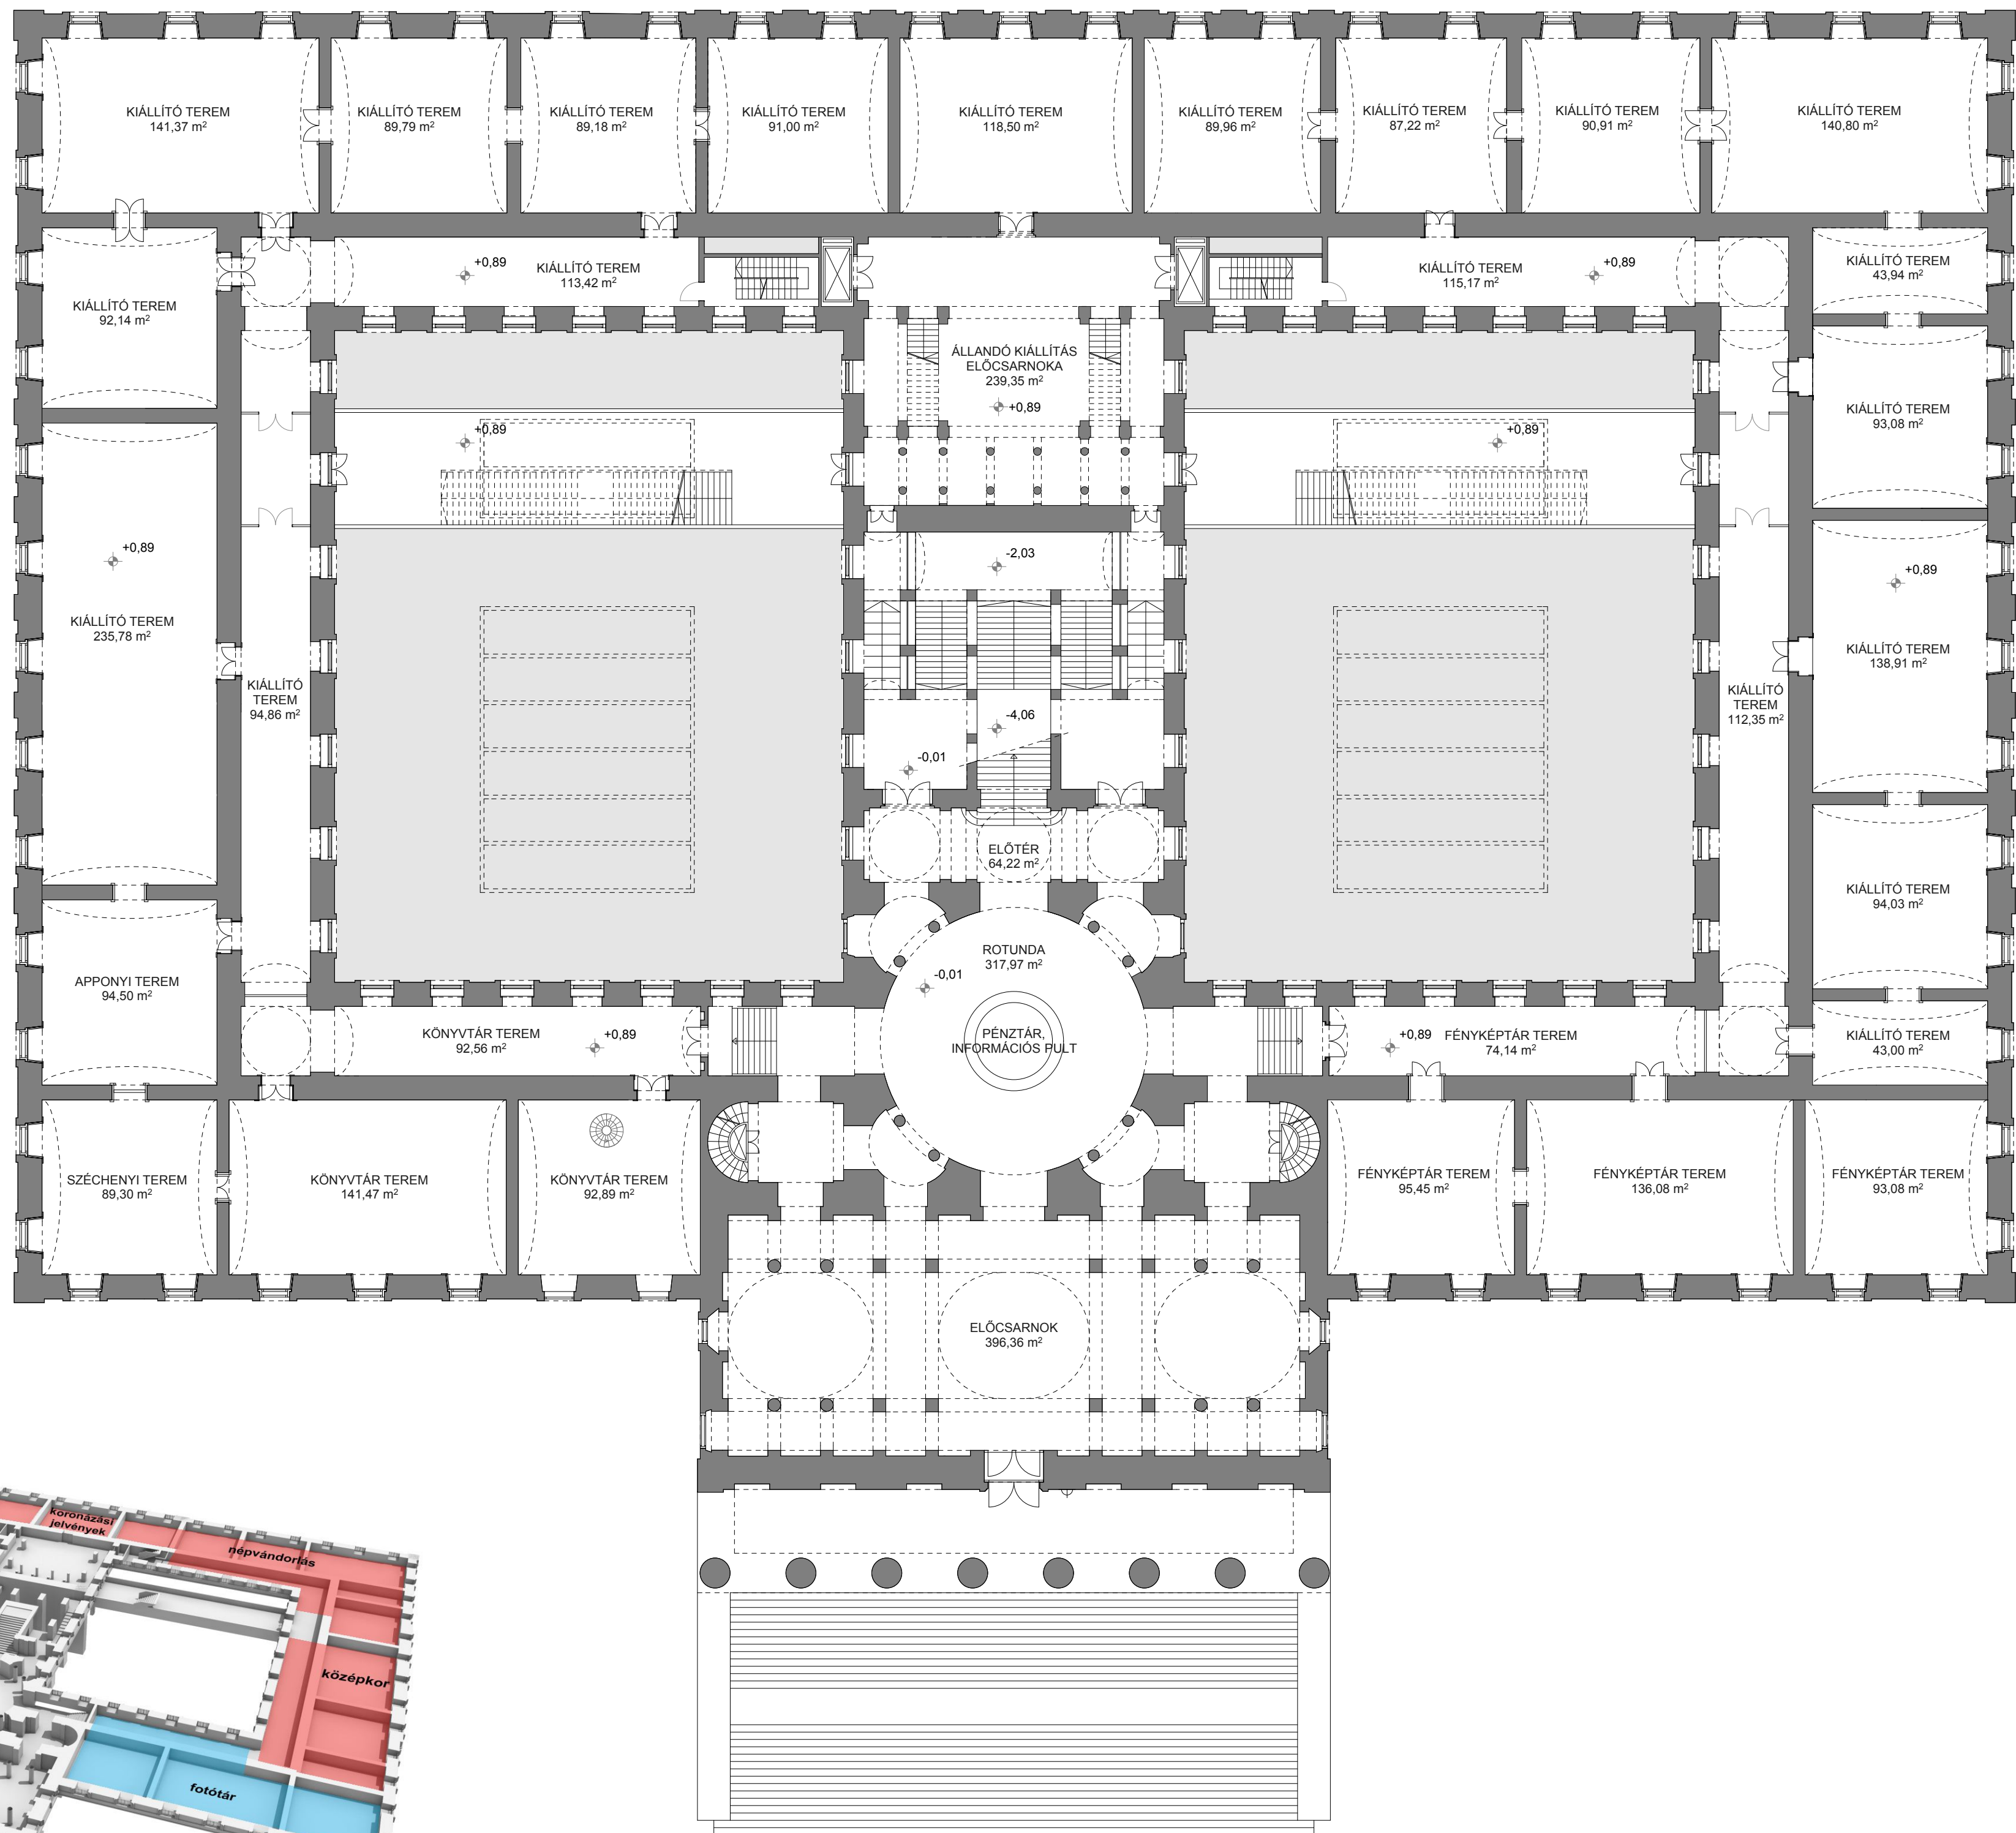 KIÁLLÍTÓ TEREM
141,37 m²
KIÁLLÍTÓ TEREM
89,79 m²
KIÁLLÍTÓ TEREM
89,18 m²
KIÁLLÍTÓ TEREM
91,00 m²
KIÁLLÍTÓ TEREM
118,50 m²
KIÁLLÍTÓ TEREM
89,96 m²
KIÁLLÍTÓ TEREM
87,22 m²
KIÁLLÍTÓ TEREM
90,91 m²
KIÁLLÍTÓ TEREM
140,80 m²
KIÁLLÍTÓ TEREM
92,14 m²
+0,89
KIÁLLÍTÓ TEREM
113,42 m²
KIÁLLÍTÓ TEREM
115,17 m²
+0,89
KIÁLLÍTÓ TEREM
43,94 m²
ÁLLANDÓ KIÁLLÍTÁS
ELŐCSARNOKA
239,35 m²
+0,89
+0,89
+0,89
KIÁLLÍTÓ TEREM
93,08 m²
+0,89
KIÁLLÍTÓ TEREM
235,78 m²
-2,03
+0,89
KIÁLLÍTÓ TEREM
138,91 m²
KIÁLLÍTÓ
TEREM
94,86 m²
-4,06
-0,01
KIÁLLÍTÓ
TEREM
112,35 m²
ELŐTÉR
64,22 m²
KIÁLLÍTÓ TEREM
94,03 m²
APPONYI TEREM
94,50 m²
ROTUNDA
317,97 m²
-0,01
KÖNYVTÁR TEREM
92,56 m²
+0,89
PÉNZTÁR,
INFORMÁCIÓS PULT
+0,89
FÉNYKÉPTÁR TEREM
74,14 m²
KIÁLLÍTÓ TEREM
43,00 m²
SZÉCHENYI TEREM
89,30 m²
KÖNYVTÁR TEREM
141,47 m²
KÖNYVTÁR TEREM
92,89 m²
FÉNYKÉPTÁR TEREM
95,45 m²
FÉNYKÉPTÁR TEREM
136,08 m²
FÉNYKÉPTÁR TEREM
93,08 m²
ELŐCSARNOK
396,36 m²
koronázási
jelvények
népvándorlás
középkor
fotótár